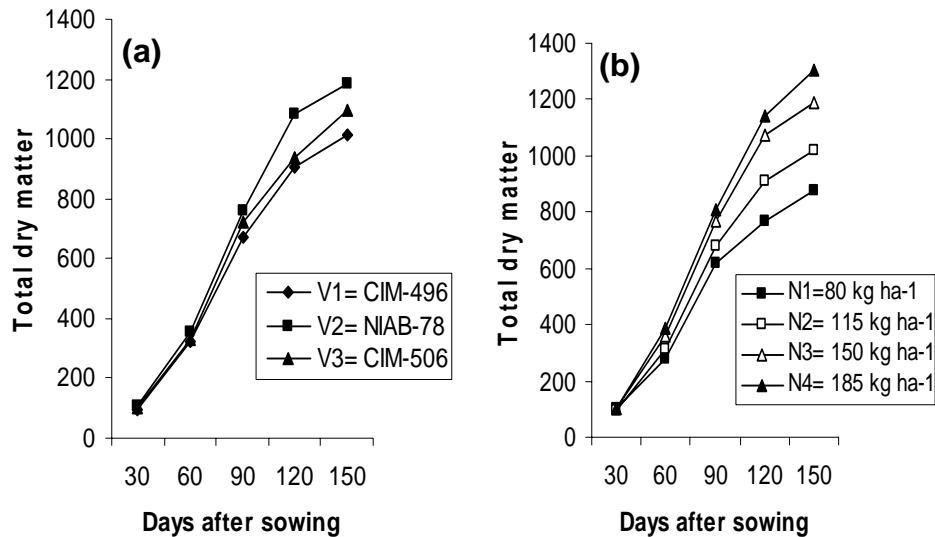 (a)
Total dry matter
1400
1200
1000
800
600
400
200
0
30 60 90 120 150
Days after sowing
V1= CIM-496
V2= NIAB-78
V3= CIM-506
(b)
Total dry matter
1400
1200
1000
800
600
400
200
0
30 60 90 120 150
Days after sowing
N1=80 kg ha-1
N2= 115 kg ha-1
N3= 150 kg ha-1
N4= 185 kg ha-1